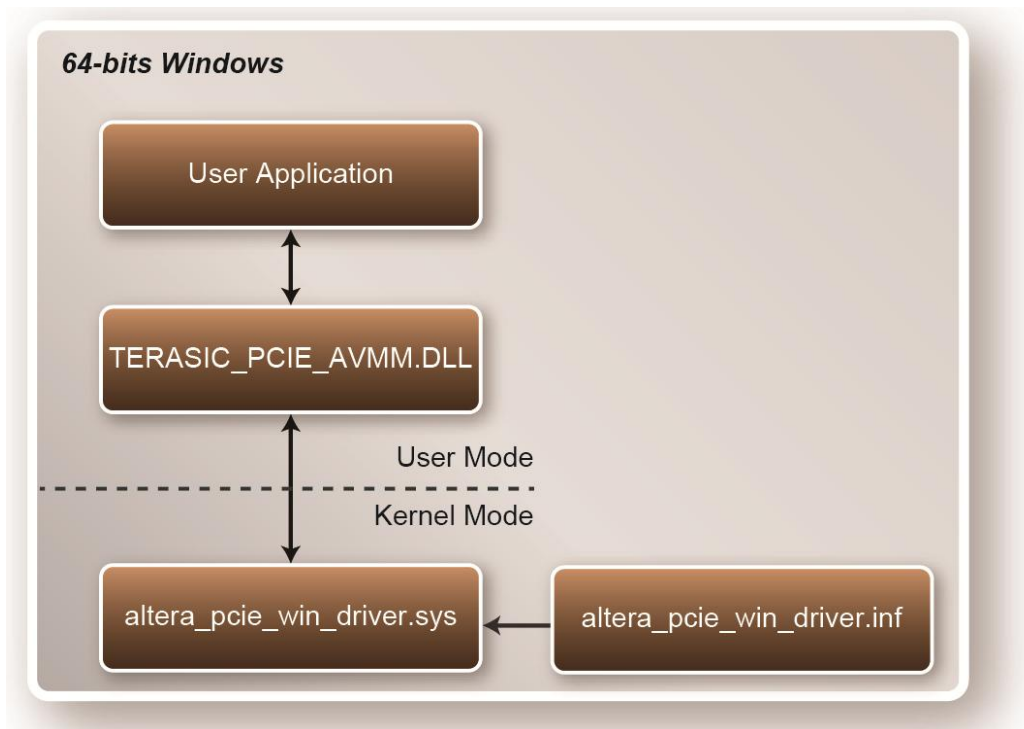 64-bits Windows
User Application
TERASIC_PCIE_AVMM.DLL
User Mode
Kernel Mode
altera_pcie_win_driver.sys
altera_pcie_win_driver.inf